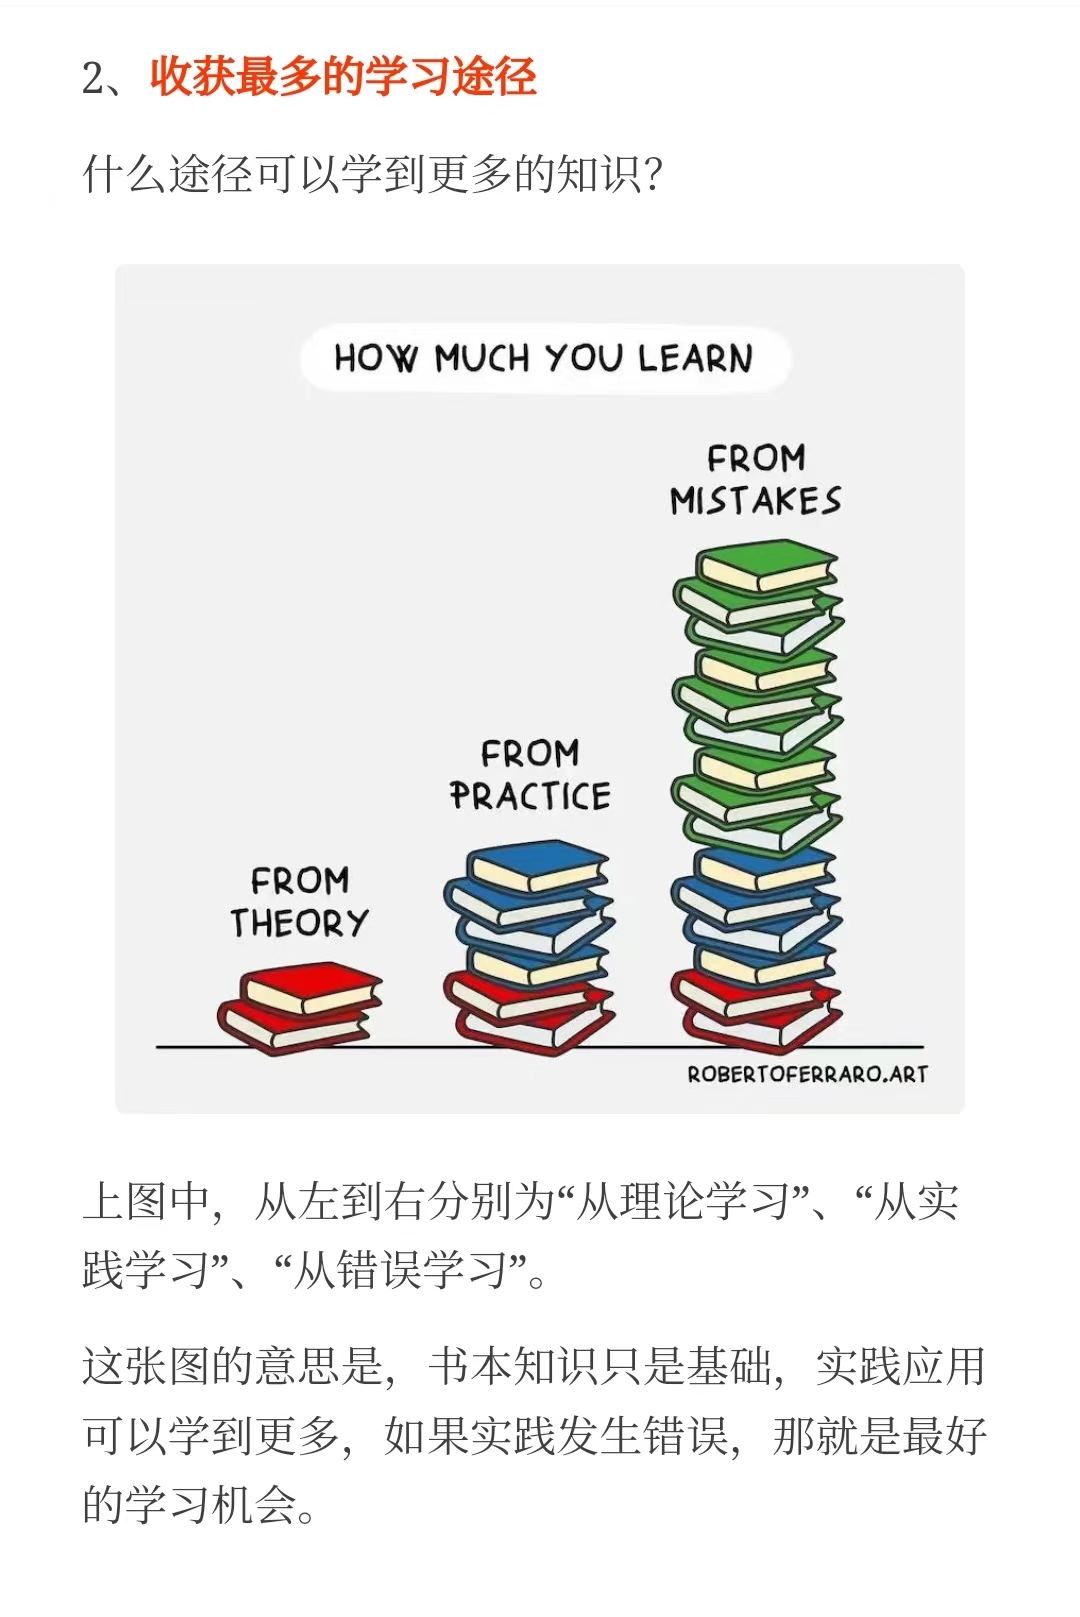 2、收获最多的学习途径
什么途径可以学到更多的知识？
HOW MUCH YOU LEARN
FROM
MISTAKES
FROM
PRACTICE
FROM
THEORY
ROBERTOFERRARO.ART
上图中，从左到右分别为“从理论学习”、“从实
践学习”、“从错误学习”。
这张图的意思是，书本知识只是基础，实践应用
可以学到更多，如果实践发生错误，那就是最好
的学习机会。